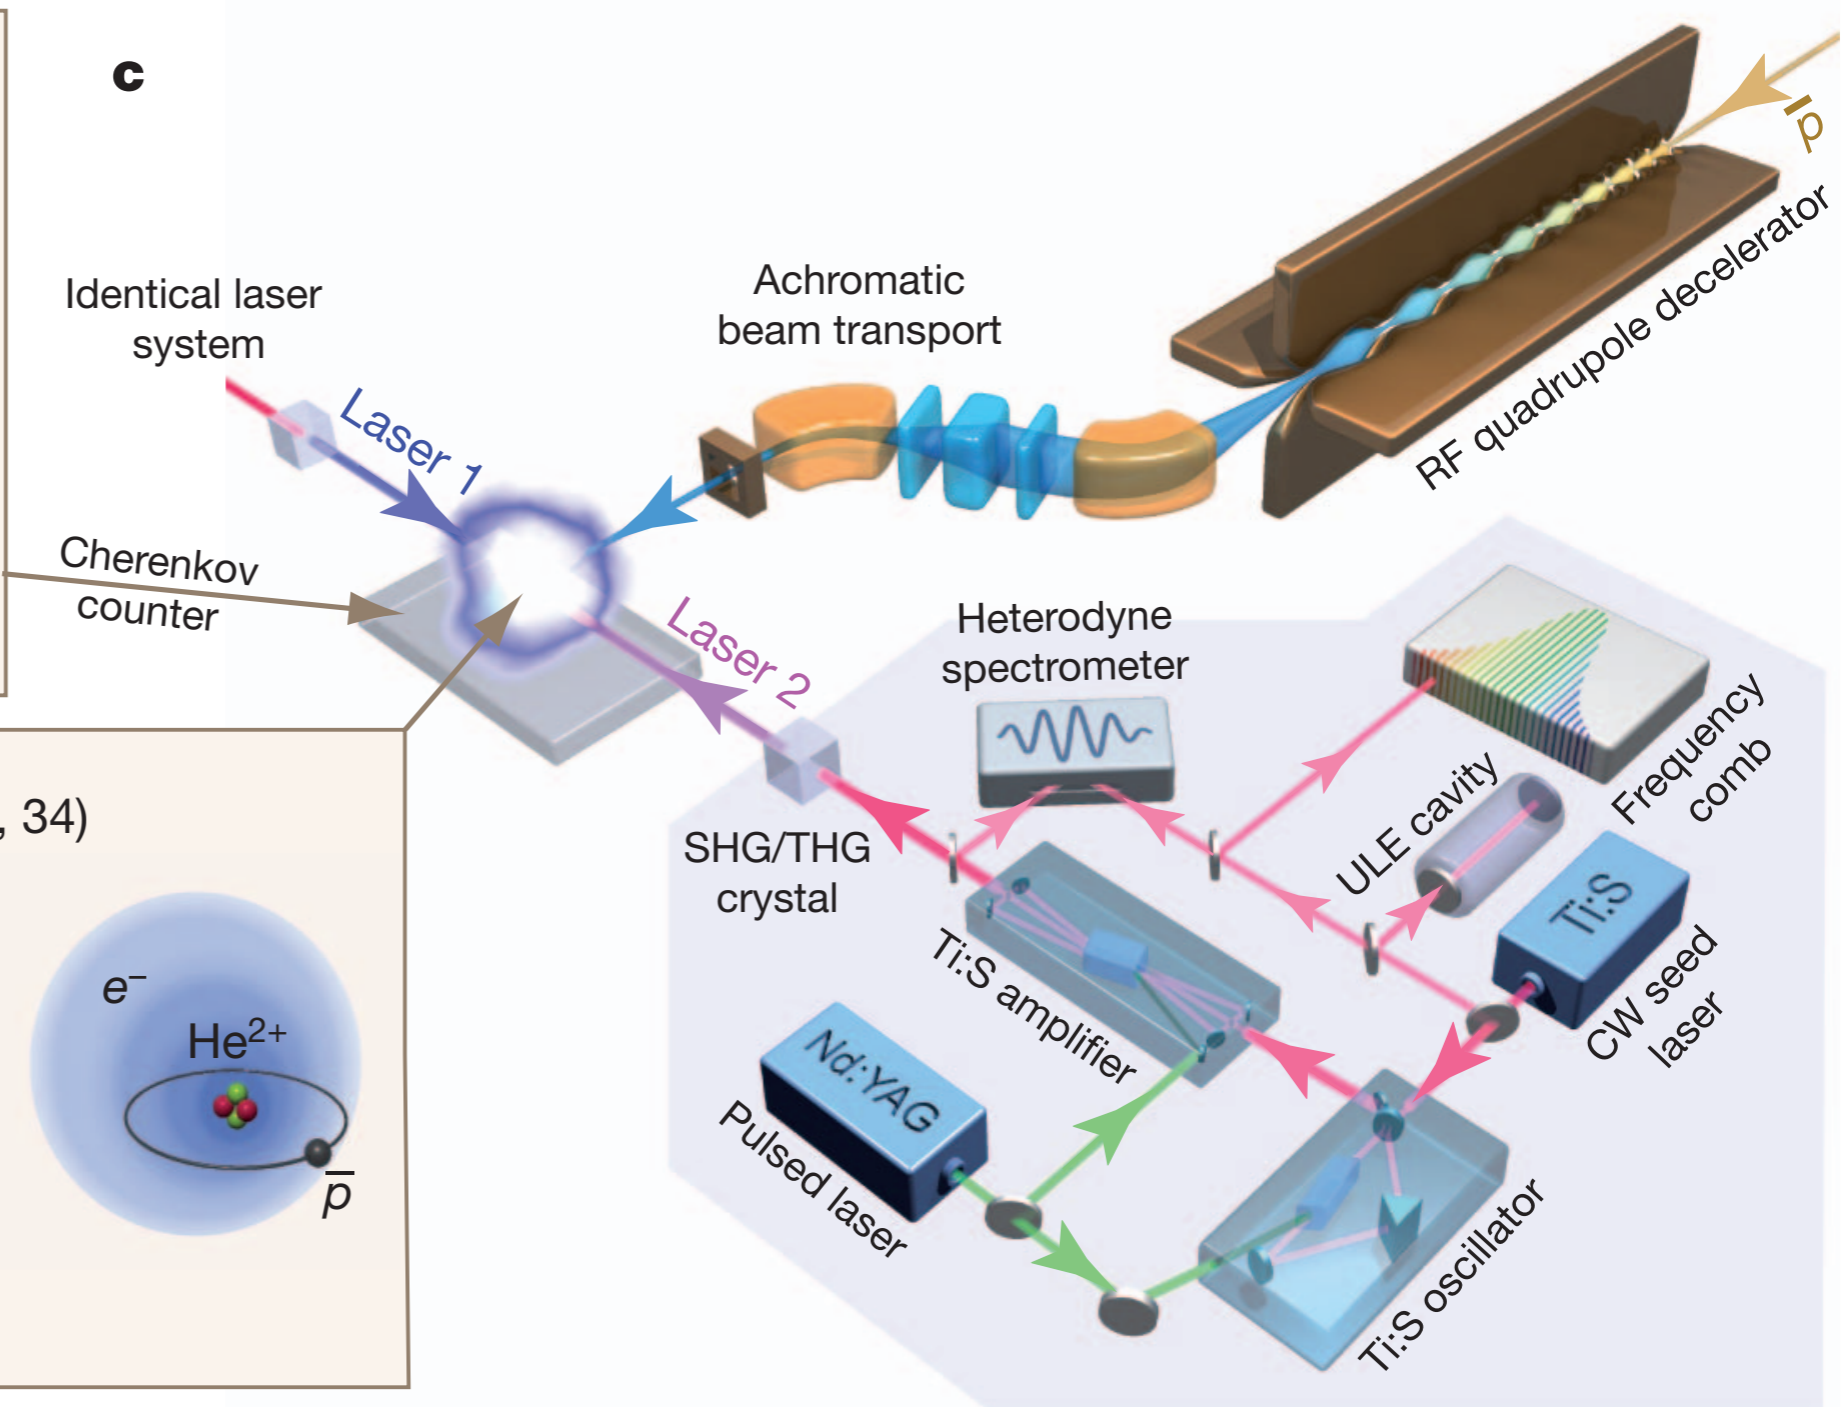 c
p̅
RF quadrupole decelerator
Achromatic
beam transport
Identical laser
system
Laser 1
Cherenkov
counter
Laser 2
Heterodyne
spectrometer
Frequency
comb
ULE cavity
SHG/THG
crystal
Ti:S
CW seed
laser
Ti:S amplifier
Nd:YAG
Pulsed laser
Ti:S oscillator
, 34)
e⁻
He²⁺
p̅